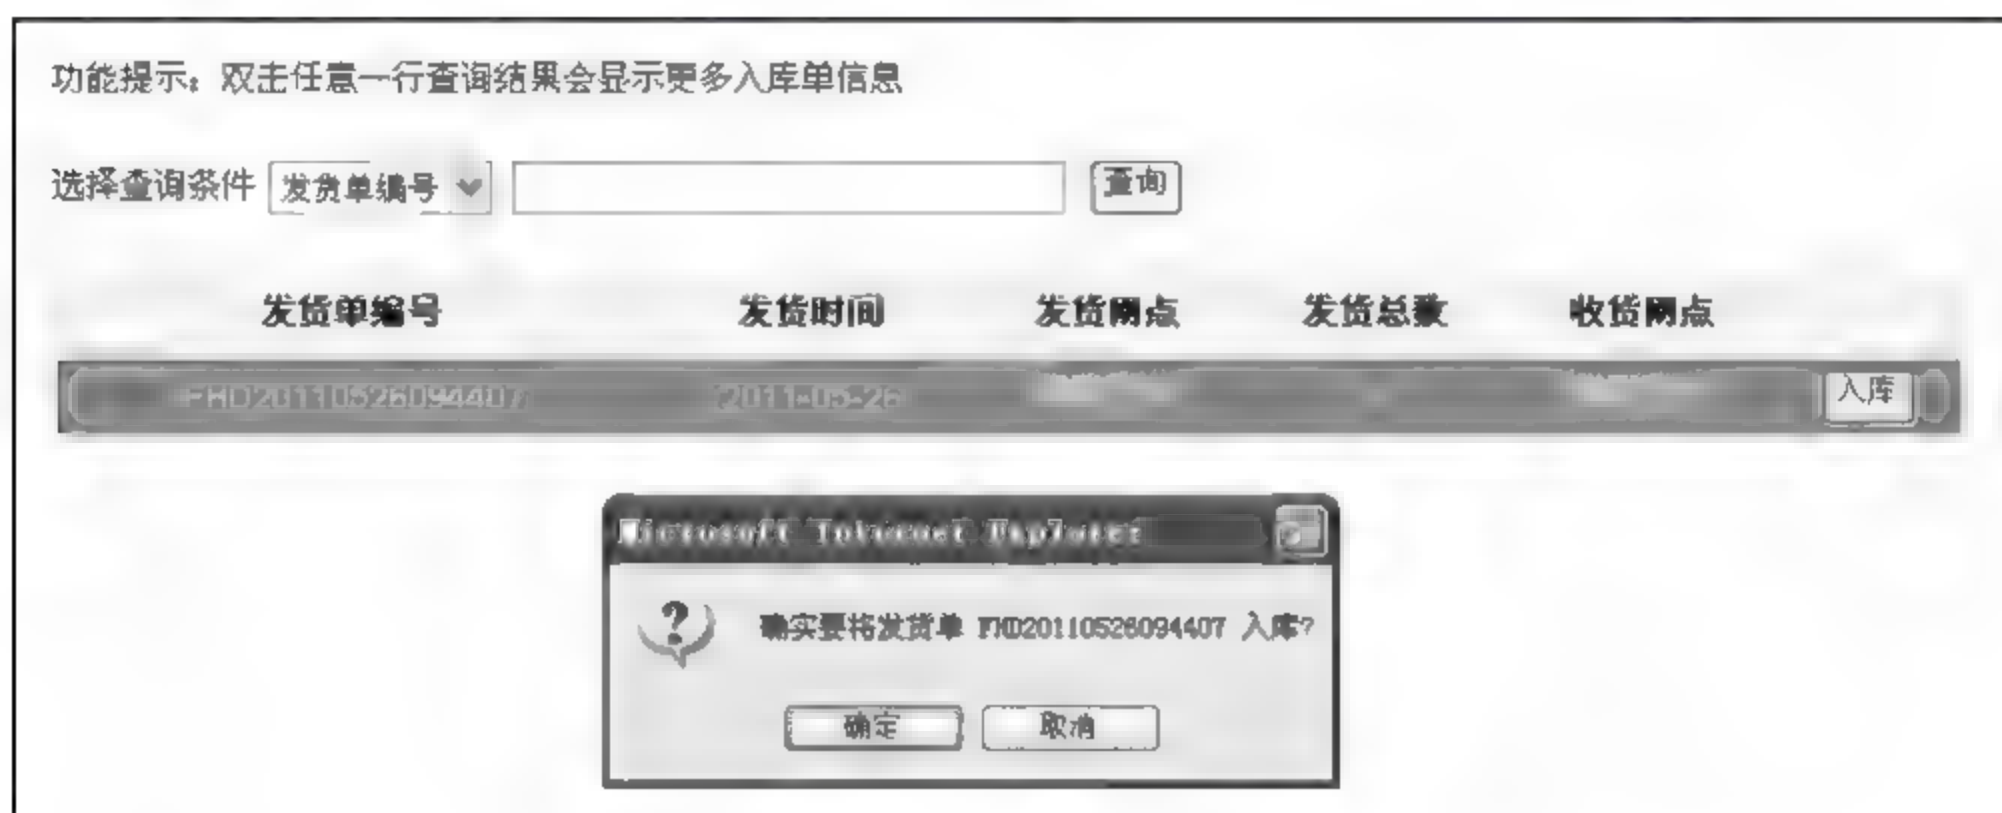 功能提示：双击任意一行查询结果会显示更多入库单信息
选择查询条件 发货单编号 查询
发货单编号 发货时间 发货网点 发货总数 收货网点
FHD20110526094407 2011-05-26 入库
Microsoft Internet Explorer
确实要将发货单 FHD20110526094407 入库?
确定 取消